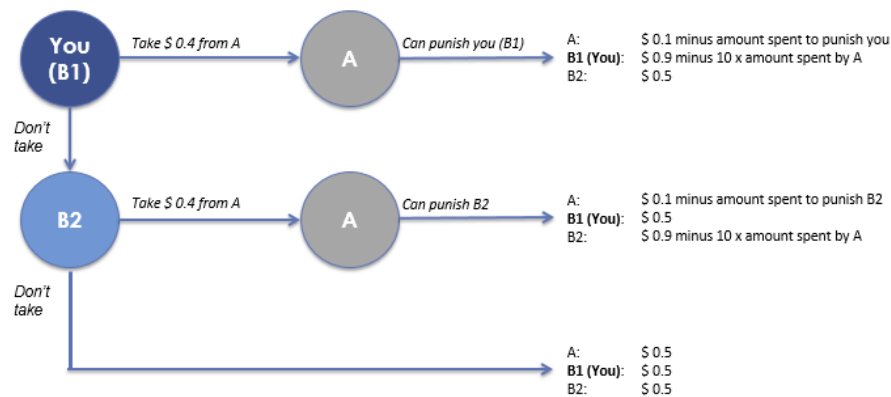 You
(B1)
Take $ 0.4 from A
A
Can punish you (B1)
A: $ 0.1 minus amount spent to punish you
B1 (You): $ 0.9 minus 10 x amount spent by A
B2: $ 0.5
Don't
take
B2
Take $ 0.4 from A
A
Can punish B2
A: $ 0.1 minus amount spent to punish B2
B1 (You): $ 0.5
B2: $ 0.9 minus 10 x amount spent by A
Don't
take
A: $ 0.5
B1 (You): $ 0.5
B2: $ 0.5